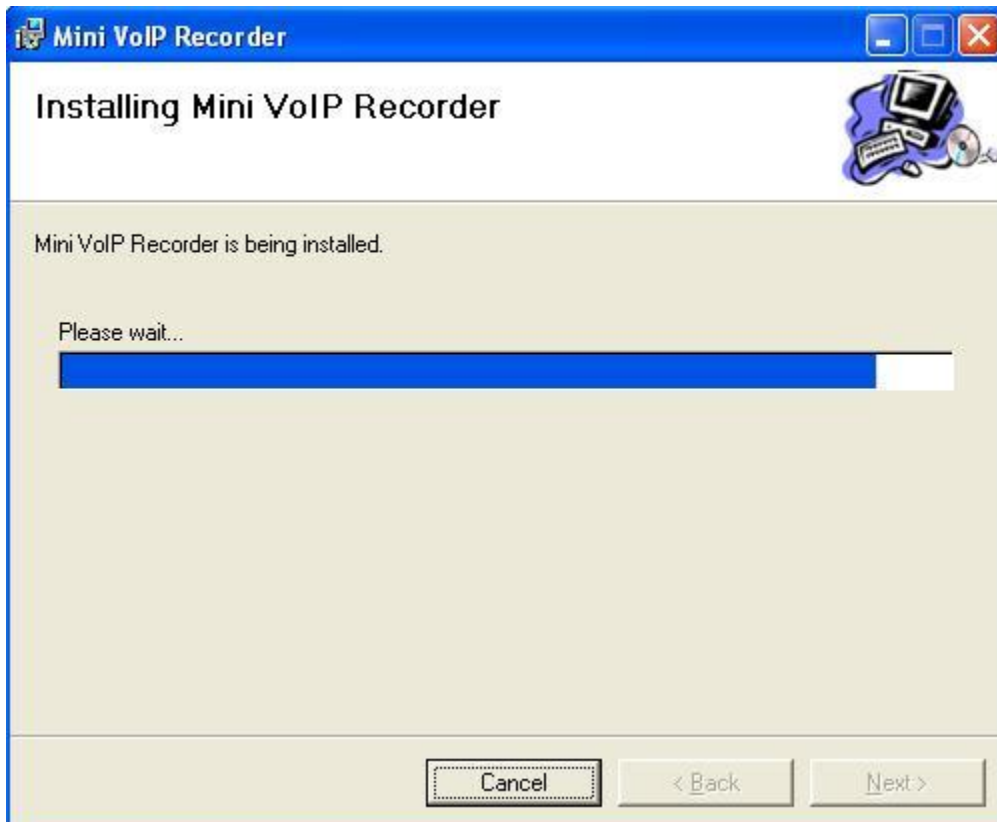 Mini VoIP Recorder
Installing Mini VoIP Recorder
Mini VoIP Recorder is being installed.
Please wait...
Cancel
< Back
Next >